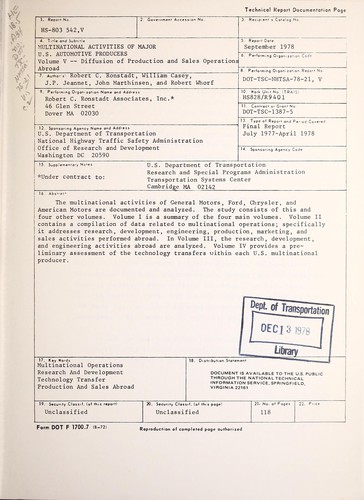 Technical Report Documentation Page
1. Report No.
HS-803 542,V
2. Government Accession No.
3. Recipient's Catalog No.
4. Title and Subtitle
MULTINATIONAL ACTIVITIES OF MAJOR
U.S. AUTOMOTIVE PRODUCERS
Volume V -- Diffusion of Production and Sales Operations
Abroad
5. Report Date
September 1978
6. Performing Organization Code
7. Author(s) Robert C. Ronstadt, William Casey,
J.F. Jeannet, John Marthinsen, and Robert Whorf
8. Performing Organization Report No.
DOT-TSC-NHTSA-78-21, V
9. Performing Organization Name and Address
Robert C. Ronstadt Associates, Inc.*
46 Glen Street
Dover MA 02030
10. Work Unit No. (TRAIS)
HS828/R9401
11. Contract or Grant No.
DOT-TSC-1387-5
12. Sponsoring Agency Name and Address
U.S. Department of Transportation
National Highway Traffic Safety Administration
Office of Research and Development
Washington DC 20590
13. Type of Report and Period Covered
Final Report
July 1977-April 1978
14. Sponsoring Agency Code
15. Supplementary Notes
*Under contract to:
U.S. Department of Transportation
Research and Special Programs Administration
Transportation Systems Center
Cambridge MA 02142
16. Abstract
The multinational activities of General Motors, Ford, Chrysler, and
American Motors are documented and analyzed. The study consists of this and
four other volumes. Volume I is a summary of the four main volumes. Volume II
contains a compilation of data related to multinational operations; specifically
it addresses research, development, engineering, production, marketing, and
sales activities performed abroad. In Volume III, the research, development,
and engineering activities abroad are analyzed. Volume IV provides a pre-
liminary assessment of the technology transfers within each U.S. multinational
producer.
Dept. of Transportation
DEC 13 1978
Library
17. Key Words
Multinational Operations
Research And Development
Technology Transfer
Production And Sales Abroad
18. Distribution Statement
DOCUMENT IS AVAILABLE TO THE U.S. PUBLIC
THROUGH THE NATIONAL TECHNICAL
INFORMATION SERVICE, SPRINGFIELD,
VIRGINIA 22161
19. Security Classif. (of this report)
Unclassified
20. Security Classif. (of this page)
Unclassified
21. No. of Pages
118
22. Price
Form DOT F 1700.7 (8-72)
Reproduction of completed page authorized